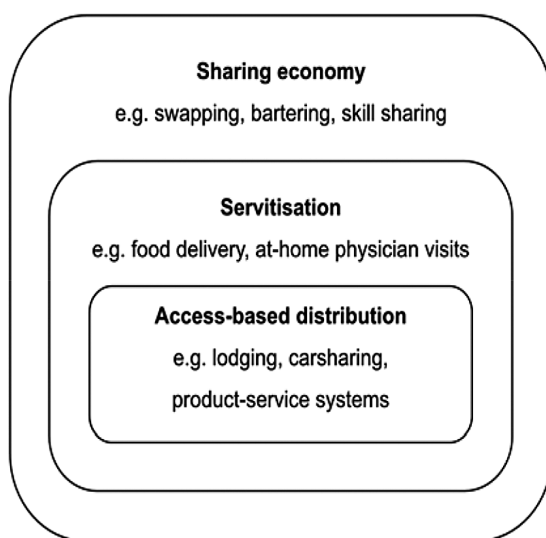 Sharing economy
e.g. swapping, bartering, skill sharing
Servitisation
e.g. food delivery, at-home physician visits
Access-based distribution
e.g. lodging, carsharing,
product-service systems